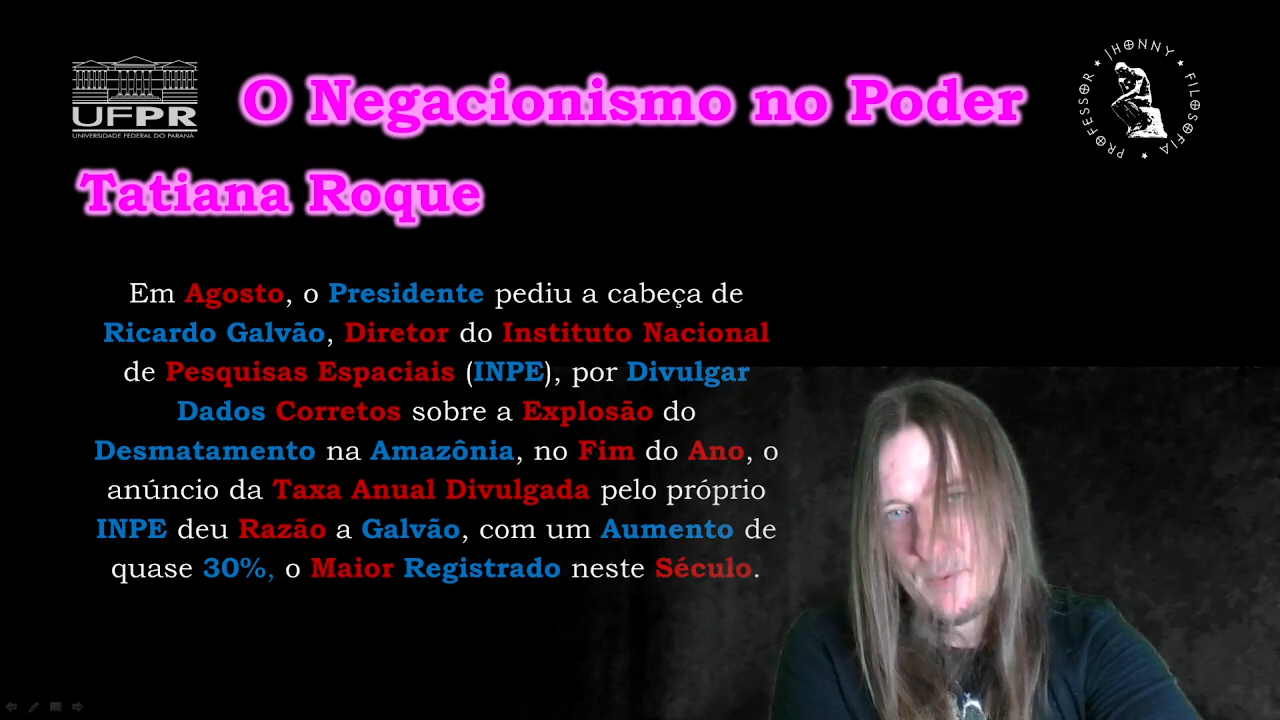 UFPR
UNIVERSIDADE FEDERAL DO PARANÁ
O Negacionismo no Poder
PROFESSOR ★ JHONNY ★ FILOSOFIA ★
Tatiana Roque
Em Agosto, o Presidente pediu a cabeça de
Ricardo Galvão, Diretor do Instituto Nacional
de Pesquisas Espaciais (INPE), por Divulgar
Dados Corretos sobre a Explosão do
Desmatamento na Amazônia, no Fim do Ano, o
anúncio da Taxa Anual Divulgada pelo próprio
INPE deu Razão a Galvão, com um Aumento de
quase 30%, o Maior Registrado neste Século.